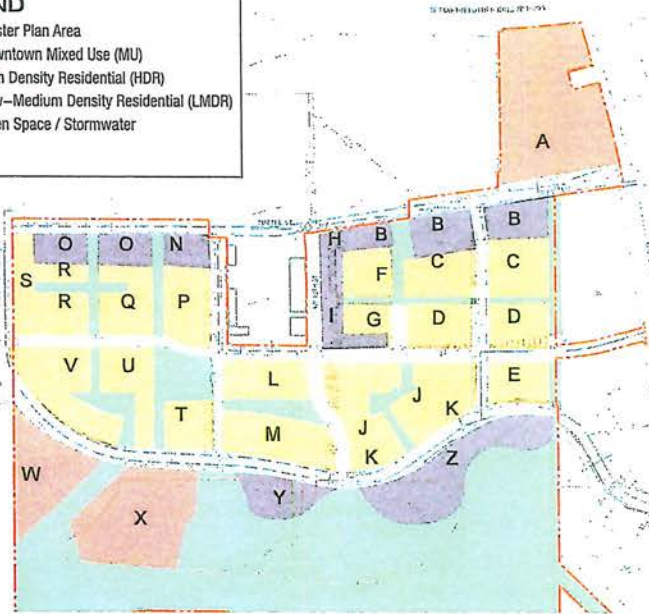 ND
ster Plan Area
wntown Mixed Use (MU)
h Density Residential (HDR)
w–Medium Density Residential (LMDR)
en Space / Stormwater
A
B
B
H B
O O N
S R
F C C
R Q P
I G D D
V U
L
E
J
T
J K
M
K
Z
W
Y
X